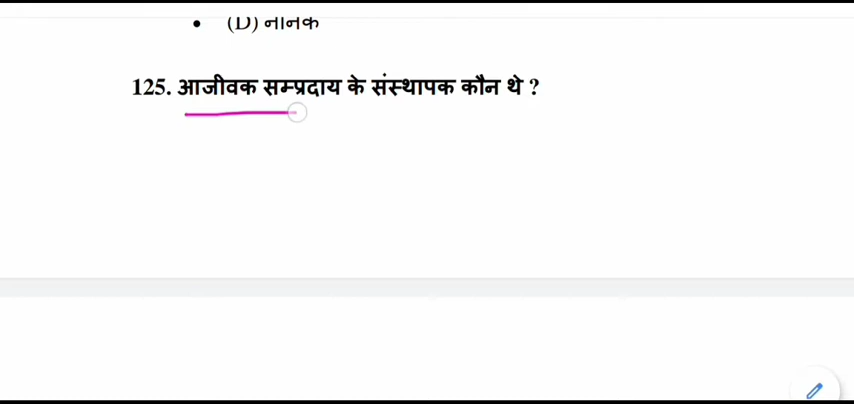 (D) नानक
125. आजीवक सम्प्रदाय के संस्थापक कौन थे ?